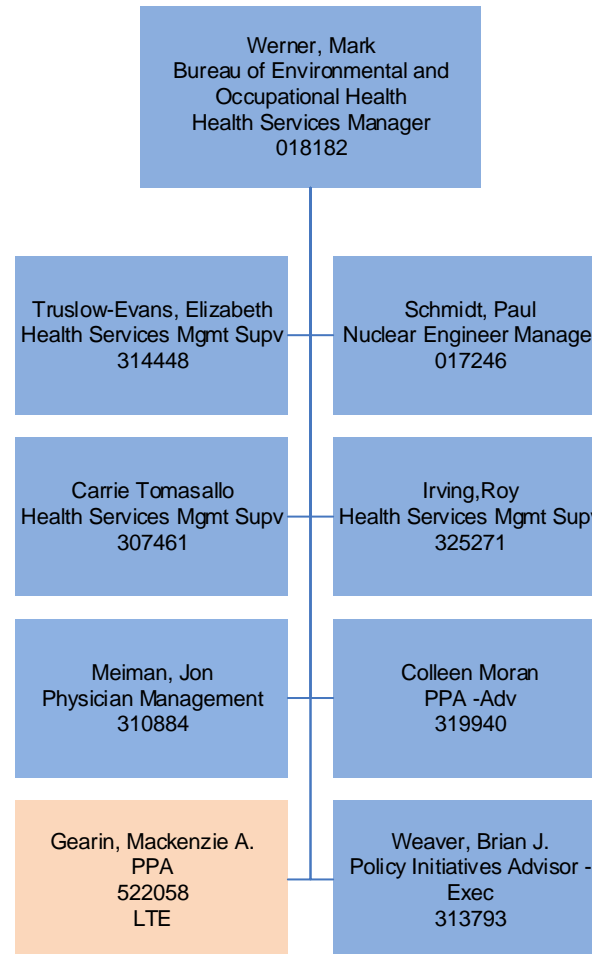 Werner, Mark
Bureau of Environmental and
Occupational Health
Health Services Manager
018182
Truslow-Evans, Elizabeth
Health Services Mgmt Supv
314448
Schmidt, Paul
Nuclear Engineer Manage
017246
Carrie Tomasallo
Health Services Mgmt Supv
307461
Irving,Roy
Health Services Mgmt Supv
325271
Meiman, Jon
Physician Management
310884
Colleen Moran
PPA -Adv
319940
Gearin, Mackenzie A.
PPA
522058
LTE
Weaver, Brian J.
Policy Initiatives Advisor -
Exec
313793